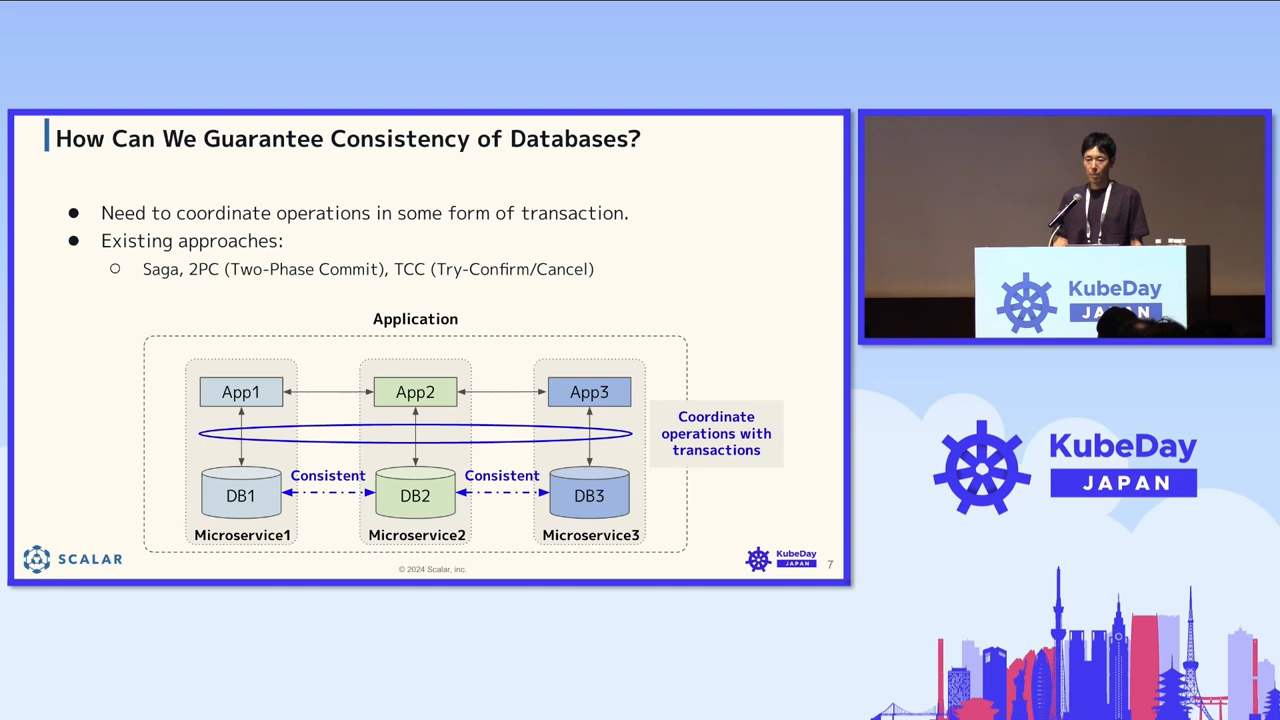 How Can We Guarantee Consistency of Databases?
● Need to coordinate operations in some form of transaction.
● Existing approaches:
○ Saga, 2PC (Two-Phase Commit), TCC (Try-Confirm/Cancel)
Application
App1
App2
App3
Coordinate
operations with
transactions
Consistent
Consistent
DB1
DB2
DB3
Microservice1
Microservice2
Microservice3
SCALAR
© 2024 Scalar, inc.
KubeDay
JAPAN
7
KubeDay
JAPAN
KubeDay
JAPAN